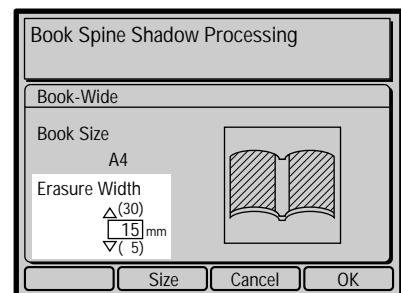 Book Spine Shadow Processing
Book-Wide
Book Size
A4
Erasure Width
△(30)
15 mm
▽( 5)
Size Cancel OK